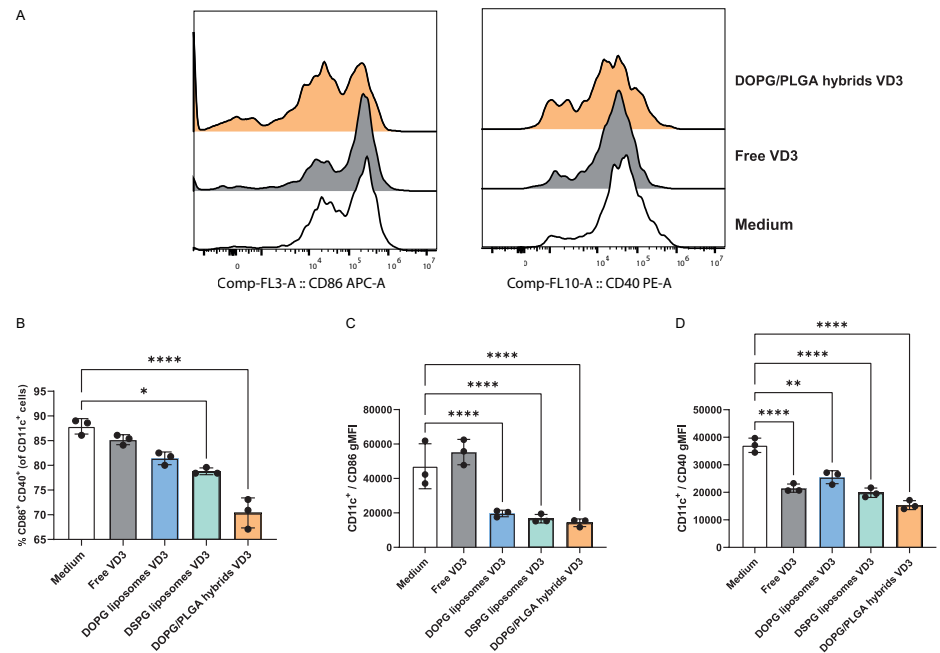 A
DOPG/PLGA hybrids VD3
Free VD3
Medium
0 10⁴ 10⁵ 10⁶ 10⁷
Comp-FL3-A :: CD86 APC-A
0 10⁴ 10⁵ 10⁶ 10⁷
Comp-FL10-A :: CD40 PE-A
B
****
*
95
90
85
80
75
70
65
% CD86⁺ CD40⁺ (of CD11c⁺ cells)
Medium
Free VD3
DOPG liposomes VD3
DSPG liposomes VD3
DOPG/PLGA hybrids VD3
C
****
****
****
80000
60000
40000
20000
0
CD11c⁺ / CD86 gMFI
Medium
Free VD3
DOPG liposomes VD3
DSPG liposomes VD3
DOPG/PLGA hybrids VD3
D
****
****
**
****
50000
40000
30000
20000
10000
0
CD11c⁺ / CD40 gMFI
Medium
Free VD3
DOPG liposomes VD3
DSPG liposomes VD3
DOPG/PLGA hybrids VD3